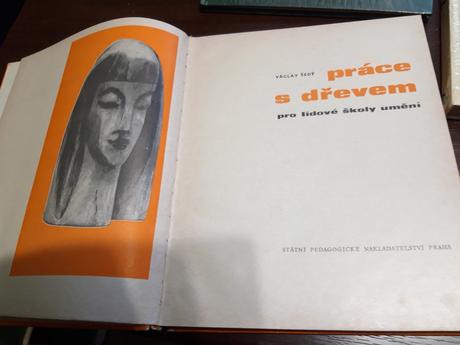 VÁCLAV ŠEDÝ práce
s dřevem
pro lidové školy umění
STÁTNÍ PEDAGOGICKÉ NAKLADATELSTVÍ PRAHA